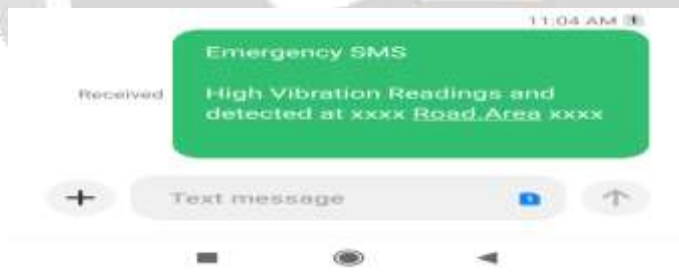 11:04 AM
Emergency SMS
Received
High Vibration Readings and
detected at xxxx Road.Area xxxx
Text message